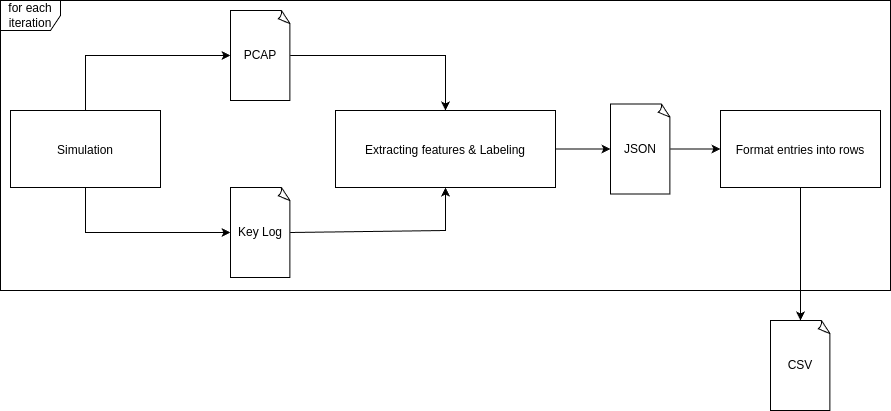 for each
iteration
PCAP
Simulation
Extracting features & Labeling
JSON
Format entries into rows
Key Log
CSV